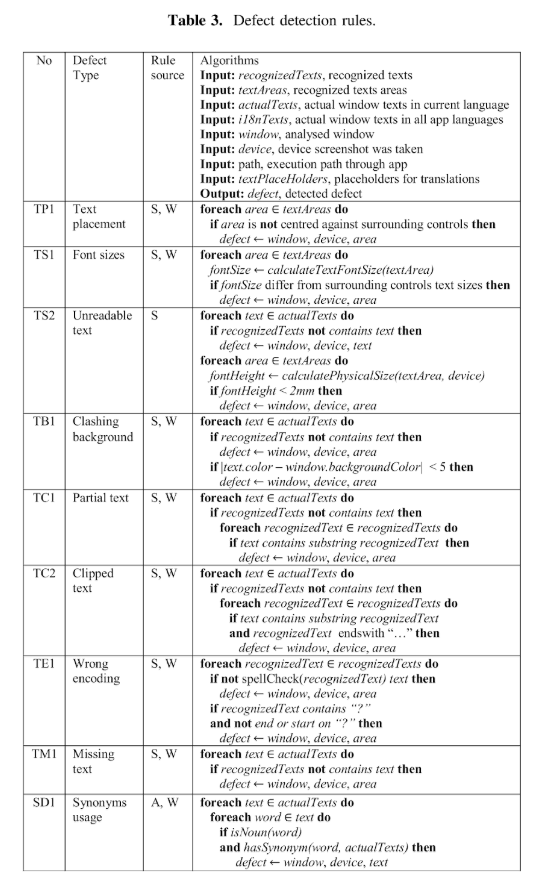 Table 3. Defect detection rules.
No Defect Type Rule source Algorithms
Input: recognizedTexts, recognized texts
Input: textAreas, recognized texts areas
Input: actualTexts, actual window texts in current language
Input: i18nTexts, actual window texts in all app languages
Input: window, analysed window
Input: device, device screenshot was taken
Input: path, execution path through app
Input: textPlaceHolders, placeholders for translations
Output: defect, detected defect
TP1 Text placement S, W foreach area ∈ textAreas do
if area is not centred against surrounding controls then
defect ← window, device, area
TS1 Font sizes S, W foreach area ∈ textAreas do
fontSize ← calculateTextFontSize(textArea)
if fontSize differ from surrounding controls text sizes then
defect ← window, device, area
TS2 Unreadable text S foreach text ∈ actualTexts do
if recognizedTexts not contains text then
defect ← window, device, text
foreach area ∈ textAreas do
fontHeight ← calculatePhysicalSize(textArea, device)
if fontHeight < 2mm then
defect ← window, device, area
TB1 Clashing background S, W foreach text ∈ actualTexts do
if recognizedTexts not contains text then
defect ← window, device, area
if |text.color − window.backgroundColor| < 5 then
defect ← window, device, area
TC1 Partial text S, W foreach text ∈ actualTexts do
if recognizedTexts not contains text then
foreach recognizedText ∈ recognizedTexts do
if text contains substring recognizedText then
defect ← window, device, area
TC2 Clipped text S, W foreach text ∈ actualTexts do
if recognizedTexts not contains text then
foreach recognizedText ∈ recognizedTexts do
if text contains substring recognizedText
and recognizedText endswith “…” then
defect ← window, device, area
TE1 Wrong encoding S, W foreach recognizedText ∈ recognizedTexts do
if not spellCheck(recognizedText) text then
defect ← window, device, area
if recognizedText contains “?”
and not end or start on “?” then
defect ← window, device, area
TM1 Missing text S, W foreach text ∈ actualTexts do
if recognizedTexts not contains text then
defect ← window, device, area
SD1 Synonyms usage A, W foreach text ∈ actualTexts do
foreach word ∈ text do
if isNoun(word)
and hasSynonym(word, actualTexts) then
defect ← window, device, text